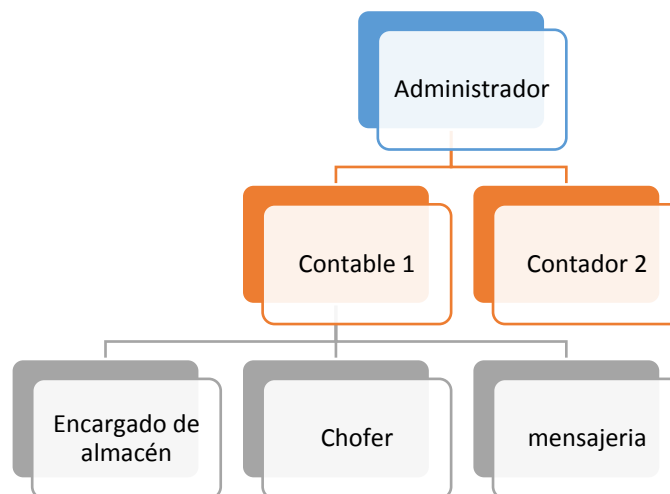 Administrador
Contable 1
Contador 2
Encargado de
almacén
Chofer
mensajeria